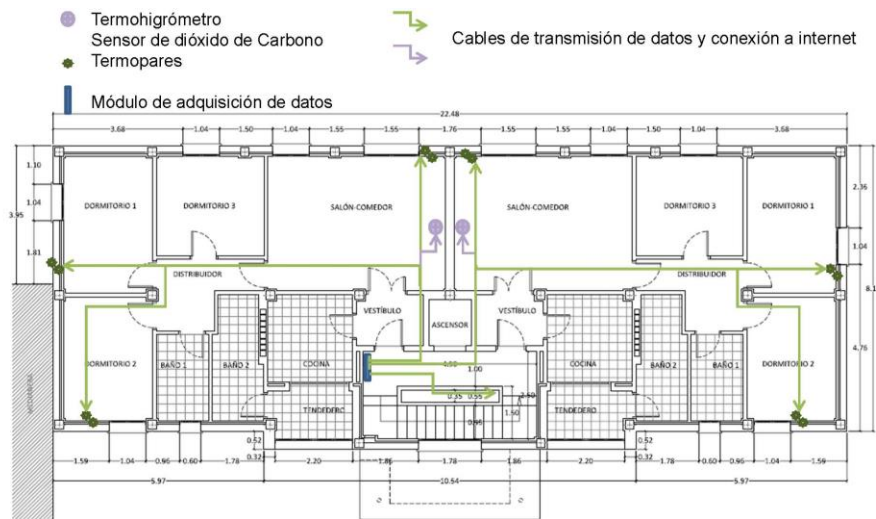 Termohigrómetro
Sensor de dióxido de Carbono
Termopares
Módulo de adquisición de datos
Cables de transmisión de datos y conexión a internet
22.48
3.68 1.04 1.50 1.04 1.55 1.55 1.76 1.55 1.55 1.04 1.50 1.04 3.68
1.10
1.04
3.95
1.81
2.36
1.04
8.1
4.76
DORMITORIO 1
DORMITORIO 3
SALÓN-COMEDOR
SALÓN-COMEDOR
DORMITORIO 3
DORMITORIO 1
DISTRIBUIDOR
DISTRIBUIDOR
VESTÍBULO
ASCENSOR
VESTÍBULO
DORMITORIO 2
BAÑO 1
BAÑO 2
COCINA
COCINA
BAÑO 2
BAÑO 1
DORMITORIO 2
1.00
0.35 0.55
2.50
1.50
TENDEDERO
TENDEDERO
0.52
0.32
0.52
0.32
1.59 1.04 0.95 0.60 1.78 2.20 1.86 1.78 1.86 2.20 1.78 0.60 0.95 1.04 1.59
5.97 10.54 5.97